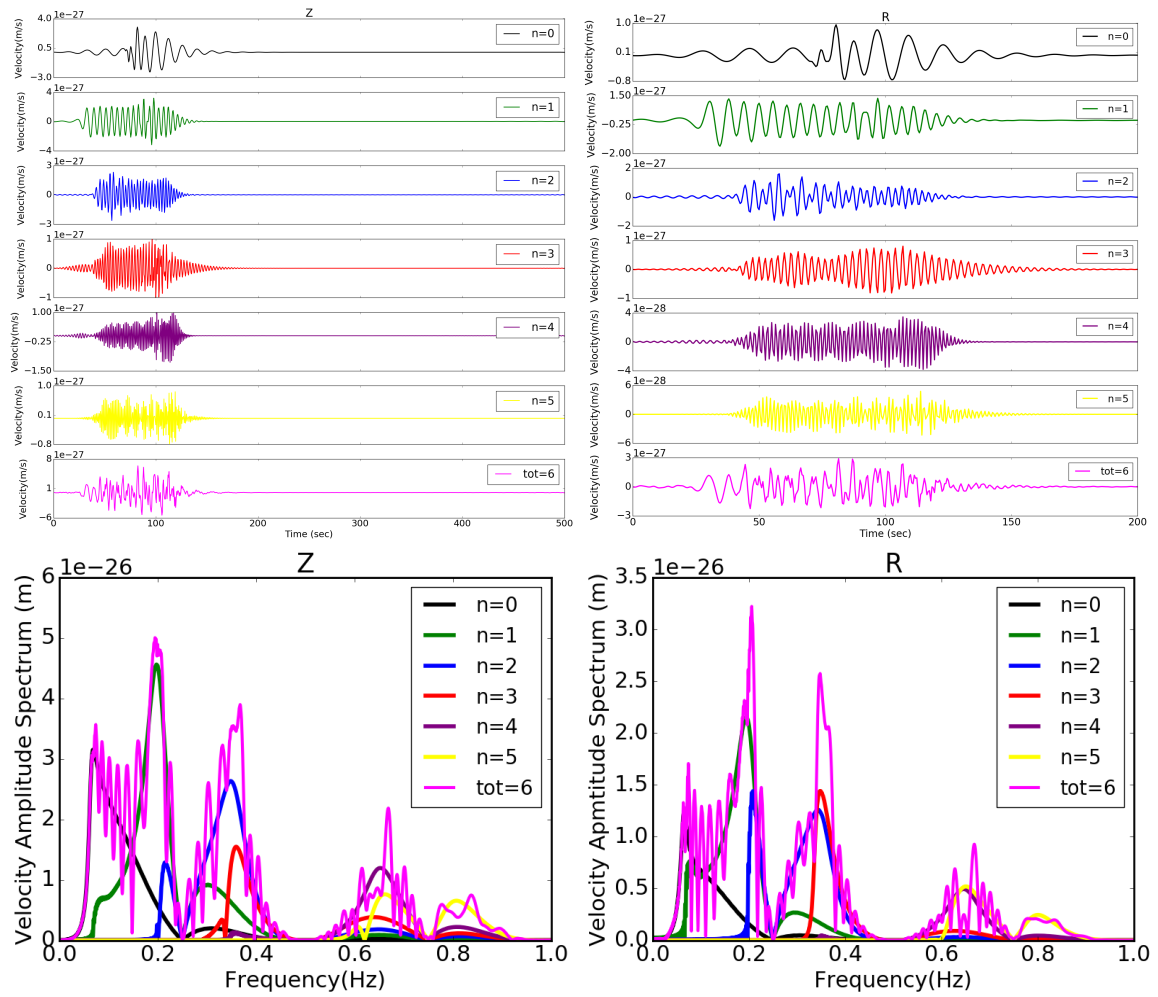 Z
1e-27
4.0
0.5
−3.0
Velocity(m/s)
n=0
1e-27
4
0
−4
Velocity(m/s)
n=1
1e-27
3
0
−3
Velocity(m/s)
n=2
1e-27
1
0
−1
Velocity(m/s)
n=3
1e-27
1.00
−0.25
−1.50
Velocity(m/s)
n=4
1e-27
1.0
0.1
−0.8
Velocity(m/s)
n=5
1e-27
8
1
−6
Velocity(m/s)
tot=6
0 100 200 300 400 500
Time (sec)
R
1e-27
1.0
0.1
−0.8
Velocity(m/s)
n=0
1e-27
1.50
−0.25
−2.00
Velocity(m/s)
n=1
1e-27
2
0
−2
Velocity(m/s)
n=2
1e-27
1
0
−1
Velocity(m/s)
n=3
1e-28
4
0
−4
Velocity(m/s)
n=4
1e-28
6
0
−6
Velocity(m/s)
n=5
1e-27
3
0
−3
Velocity(m/s)
tot=6
0 50 100 150 200
Time (sec)
Z
1e-26
6
5
4
3
2
1
0
Velocity Amplitude Spectrum (m)
n=0
n=1
n=2
n=3
n=4
n=5
tot=6
0.0 0.2 0.4 0.6 0.8 1.0
Frequency(Hz)
R
1e-26
3.5
3.0
2.5
2.0
1.5
1.0
0.5
0.0
Velocity Apmtitude Spectrum (m)
n=0
n=1
n=2
n=3
n=4
n=5
tot=6
0.0 0.2 0.4 0.6 0.8 1.0
Frequency(Hz)